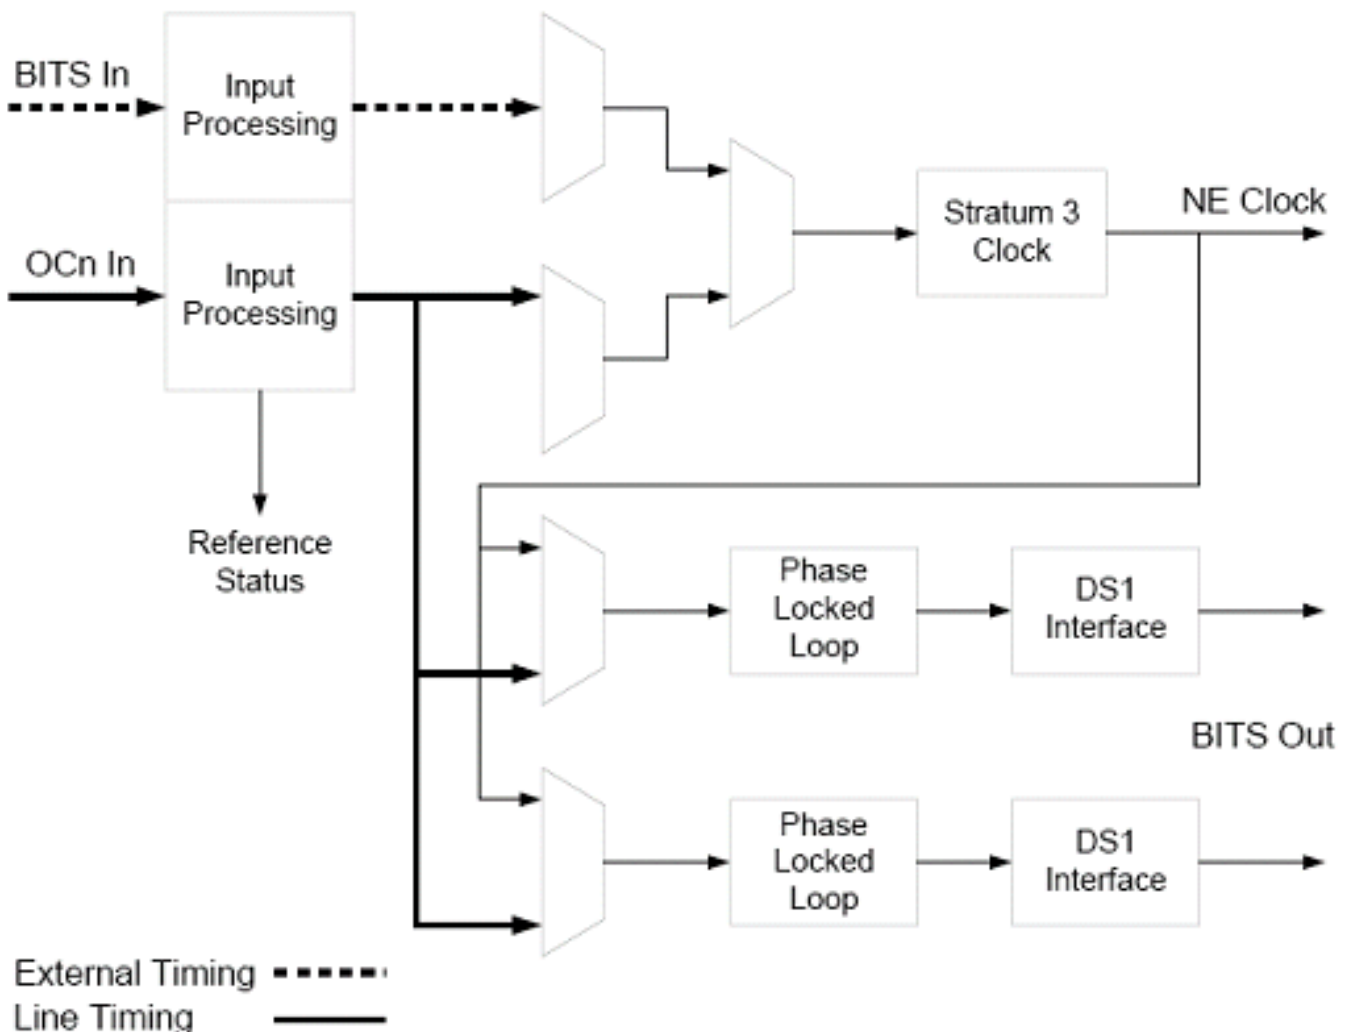 BITS In
Input
Processing
OCn In
Input
Processing
Reference
Status
Stratum 3
Clock
NE Clock
Phase
Locked
Loop
DS1
Interface
BITS Out
Phase
Locked
Loop
DS1
Interface
External Timing
Line Timing